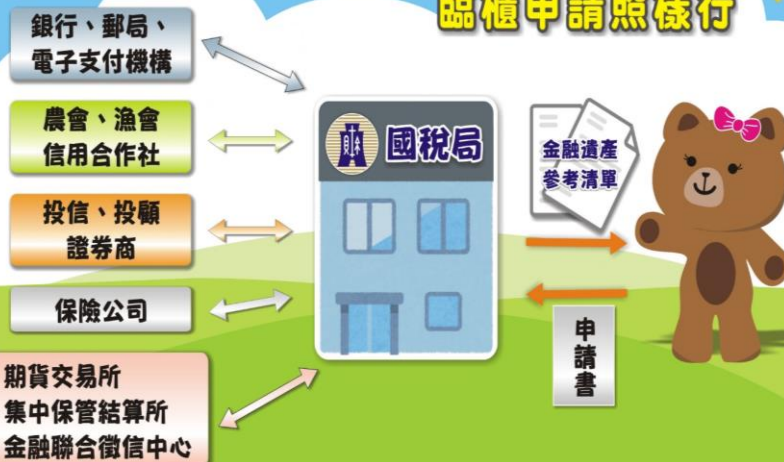 臨櫃申請照樣行
銀行、郵局、
電子支付機構
農會、漁會
信用合作社
投信、投顧
證券商
保險公司
期貨交易所
集中保管結算所
金融聯合徵信中心
國稅局
金融遺產
參考清單
申請書